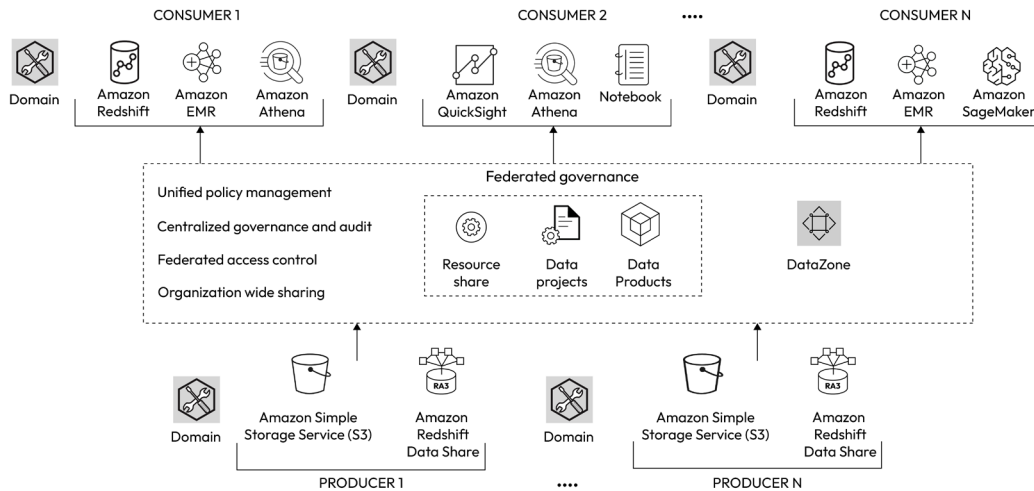 CONSUMER 1
CONSUMER 2
CONSUMER N
Domain
Amazon
Redshift
Amazon
EMR
Amazon
Athena
Domain
Amazon
QuickSight
Amazon
Athena
Notebook
Domain
Amazon
Redshift
Amazon
EMR
Amazon
SageMaker
Federated governance
Unified policy management
Centralized governance and audit
Federated access control
Organization wide sharing
Resource
share
Data
projects
Data
Products
DataZone
Domain
Amazon Simple
Storage Service (S3)
RA3
Amazon
Redshift
Data Share
PRODUCER 1
Domain
Amazon Simple
Storage Service (S3)
RA3
Amazon
Redshift
Data Share
PRODUCER N